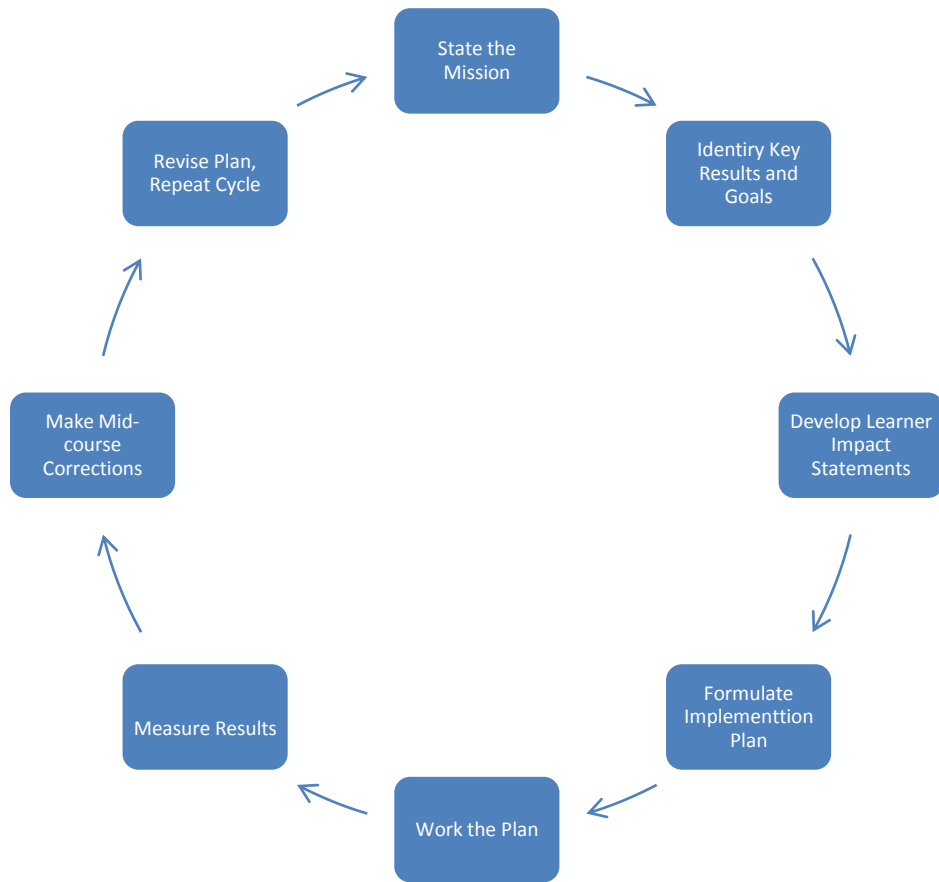 State the
Mission
Identiry Key
Results and
Goals
Develop Learner
Impact
Statements
Formulate
Implementtion
Plan
Work the Plan
Measure Results
Make Mid-
course
Corrections
Revise Plan,
Repeat Cycle